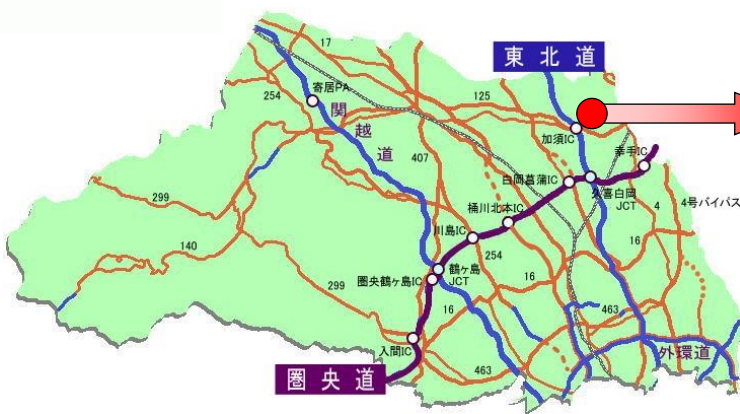 東北道
17
寄居PA
254
関越道
125
加須IC
幸手IC
407
白岡菖蒲IC
久喜白岡
JCT
299
桶川北本IC
4
4号バイパス
川島IC
16
140
254
鶴ヶ島
JCT
圏央鶴ヶ島IC
16
299
16
463
入間IC
外環道
圏央道
463